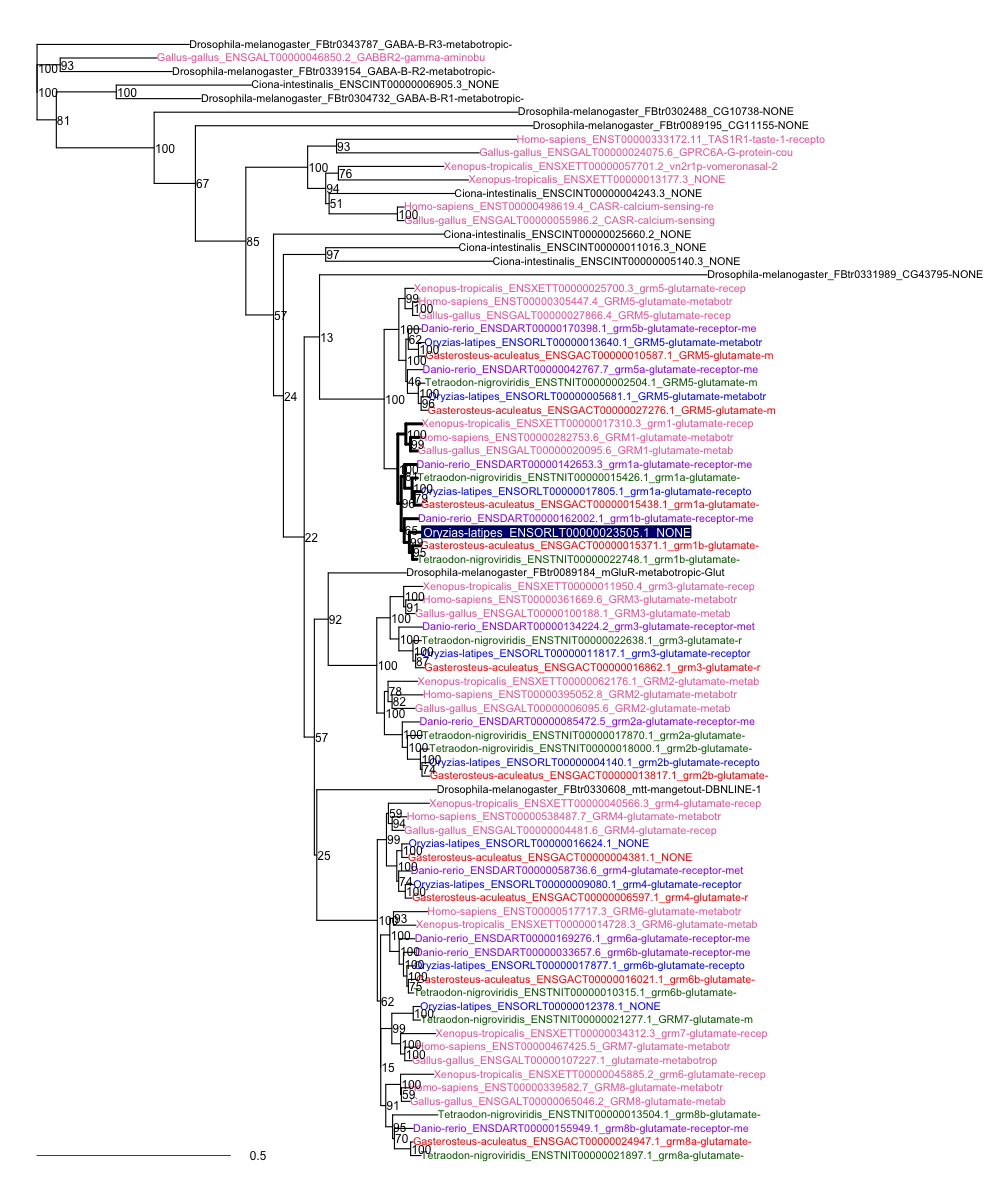 Drosophila-melanogaster_FBtr0343787_GABA-B-R3-metabotropic-
Gallus-gallus_ENSGALT00000046850.2_GABBR2-gamma-aminobu
100
93
Drosophila-melanogaster_FBtr0339154_GABA-B-R2-metabotropic-
Ciona-intestinalis_ENSCINT00000006905.3_NONE
100
100
Drosophila-melanogaster_FBtr0304732_GABA-B-R1-metabotropic-
Drosophila-melanogaster_FBtr0302488_CG10738-NONE
81
Drosophila-melanogaster_FBtr0089195_CG11155-NONE
Homo-sapiens_ENST00000333172.11_TAS1R1-taste-1-recepto
100
93
Gallus-gallus_ENSGALT00000024075.6_GPRC6A-G-protein-cou
Xenopus-tropicalis_ENSXETT00000057701.2_vn2r1p-vomeronasal-2
100
76
Xenopus-tropicalis_ENSXETT00000013177.3_NONE
67
94
Ciona-intestinalis_ENSCINT00000004243.3_NONE
51
Homo-sapiens_ENST00000498619.4_CASR-calcium-sensing-re
100
Gallus-gallus_ENSGALT00000055986.2_CASR-calcium-sensing
Ciona-intestinalis_ENSCINT00000025660.2_NONE
85
Ciona-intestinalis_ENSCINT00000011016.3_NONE
97
Ciona-intestinalis_ENSCINT00000005140.3_NONE
Drosophila-melanogaster_FBtr0331989_CG43795-NONE
Xenopus-tropicalis_ENSXETT00000025700.3_grm5-glutamate-recep
99
Homo-sapiens_ENST00000305447.4_GRM5-glutamate-metabotr
100
Gallus-gallus_ENSGALT00000027866.4_GRM5-glutamate-recep
57
100
Danio-rerio_ENSDART00000170398.1_grm5b-glutamate-receptor-me
13
62
Oryzias-latipes_ENSORLT00000013640.1_GRM5-glutamate-metabotr
100
Gasterosteus-aculeatus_ENSGACT00000010587.1_GRM5-glutamate-m
100
Danio-rerio_ENSDART00000042767.7_grm5a-glutamate-receptor-me
46
Tetraodon-nigroviridis_ENSTNIT00000002504.1_GRM5-glutamate-m
24
100
100
Oryzias-latipes_ENSORLT00000005681.1_GRM5-glutamate-metabotr
96
Gasterosteus-aculeatus_ENSGACT00000027276.1_GRM5-glutamate-m
Xenopus-tropicalis_ENSXETT00000017310.3_grm1-glutamate-recep
100
Homo-sapiens_ENST00000282753.6_GRM1-glutamate-metabotr
99
Gallus-gallus_ENSGALT00000020095.6_GRM1-glutamate-metab
Danio-rerio_ENSDART00000142653.3_grm1a-glutamate-receptor-me
100
Tetraodon-nigroviridis_ENSTNIT00000015426.1_grm1a-glutamate-
100
Oryzias-latipes_ENSORLT00000017805.1_grm1a-glutamate-recepto
79
Gasterosteus-aculeatus_ENSGACT00000015438.1_grm1a-glutamate-
Danio-rerio_ENSDART00000162002.1_grm1b-glutamate-receptor-me
Oryzias-latipes_ENSORLT00000023505.1_NONE
22
Gasterosteus-aculeatus_ENSGACT00000015371.1_grm1b-glutamate-
95
Tetraodon-nigroviridis_ENSTNIT00000022748.1_grm1b-glutamate-
Drosophila-melanogaster_FBtr0089184_mGluR-metabotropic-Glut
Xenopus-tropicalis_ENSXETT00000011950.4_grm3-glutamate-recep
100
Homo-sapiens_ENST00000361669.6_GRM3-glutamate-metabotr
91
Gallus-gallus_ENSGALT00000100188.1_GRM3-glutamate-metab
92
100
Danio-rerio_ENSDART00000134224.2_grm3-glutamate-receptor-met
100
Tetraodon-nigroviridis_ENSTNIT00000022638.1_grm3-glutamate-r
100
Oryzias-latipes_ENSORLT00000011817.1_grm3-glutamate-receptor
100
87
Gasterosteus-aculeatus_ENSGACT00000016862.1_grm3-glutamate-r
Xenopus-tropicalis_ENSXETT00000062176.1_GRM2-glutamate-metab
78
Homo-sapiens_ENST00000395052.8_GRM2-glutamate-metabotr
82
Gallus-gallus_ENSGALT00000006095.6_GRM2-glutamate-metab
100
Danio-rerio_ENSDART00000085472.5_grm2a-glutamate-receptor-me
57
100
Tetraodon-nigroviridis_ENSTNIT00000017870.1_grm2a-glutamate-
100
Tetraodon-nigroviridis_ENSTNIT00000018000.1_grm2b-glutamate-
100
Oryzias-latipes_ENSORLT00000004140.1_grm2b-glutamate-recepto
74
Gasterosteus-aculeatus_ENSGACT00000013817.1_grm2b-glutamate-
Drosophila-melanogaster_FBtr0330608_mtt-mangetout-DBNLINE-1
Xenopus-tropicalis_ENSXETT00000040566.3_grm4-glutamate-recep
59
Homo-sapiens_ENST00000538487.7_GRM4-glutamate-metabotr
94
Gallus-gallus_ENSGALT00000004481.6_GRM4-glutamate-recep
99
Oryzias-latipes_ENSORLT00000016624.1_NONE
25
100
Gasterosteus-aculeatus_ENSGACT00000004381.1_NONE
100
Danio-rerio_ENSDART00000058736.6_grm4-glutamate-receptor-met
74
Oryzias-latipes_ENSORLT00000009080.1_grm4-glutamate-receptor
100
Gasterosteus-aculeatus_ENSGACT00000006597.1_grm4-glutamate-r
Homo-sapiens_ENST00000517717.3_GRM6-glutamate-metabotr
100
93
Xenopus-tropicalis_ENSXETT00000014728.3_GRM6-glutamate-metab
100
Danio-rerio_ENSDART00000169276.1_grm6a-glutamate-receptor-me
100
Danio-rerio_ENSDART00000033657.6_grm6b-glutamate-receptor-me
100
Oryzias-latipes_ENSORLT00000017877.1_grm6b-glutamate-recepto
100
Gasterosteus-aculeatus_ENSGACT00000016021.1_grm6b-glutamate-
75
Tetraodon-nigroviridis_ENSTNIT00000010315.1_grm6b-glutamate-
62
Oryzias-latipes_ENSORLT00000012378.1_NONE
100
Tetraodon-nigroviridis_ENSTNIT00000021277.1_GRM7-glutamate-m
99
Xenopus-tropicalis_ENSXETT00000034312.3_grm7-glutamate-recep
100
Homo-sapiens_ENST00000467425.5_GRM7-glutamate-metabotr
100
Gallus-gallus_ENSGALT00000107227.1_glutamate-metabotrop
15
Xenopus-tropicalis_ENSXETT00000045885.2_grm6-glutamate-recep
100
Homo-sapiens_ENST00000339582.7_GRM8-glutamate-metabotr
59
Gallus-gallus_ENSGALT00000065046.2_GRM8-glutamate-metab
91
Tetraodon-nigroviridis_ENSTNIT00000013504.1_grm8b-glutamate-
95
Danio-rerio_ENSDART00000155949.1_grm8b-glutamate-receptor-me
70
Gasterosteus-aculeatus_ENSGACT00000024947.1_grm8a-glutamate-
100
Tetraodon-nigroviridis_ENSTNIT00000021897.1_grm8a-glutamate-
0.5